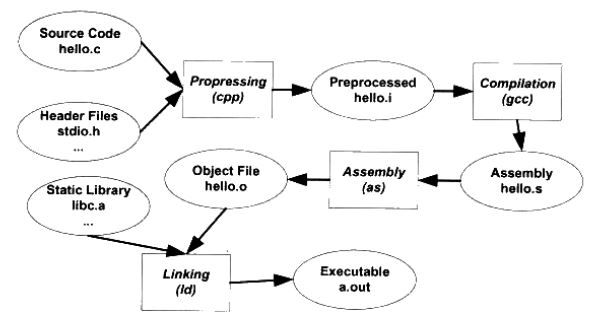 Source Code
hello.c
Propressing
(cpp)
Preprocessed
hello.i
Compilation
(gcc)
Header Files
stdio.h
...
Object File
hello.o
Assembly
(as)
Assembly
hello.s
Static Library
libc.a
...
Linking
(ld)
Executable
a.out